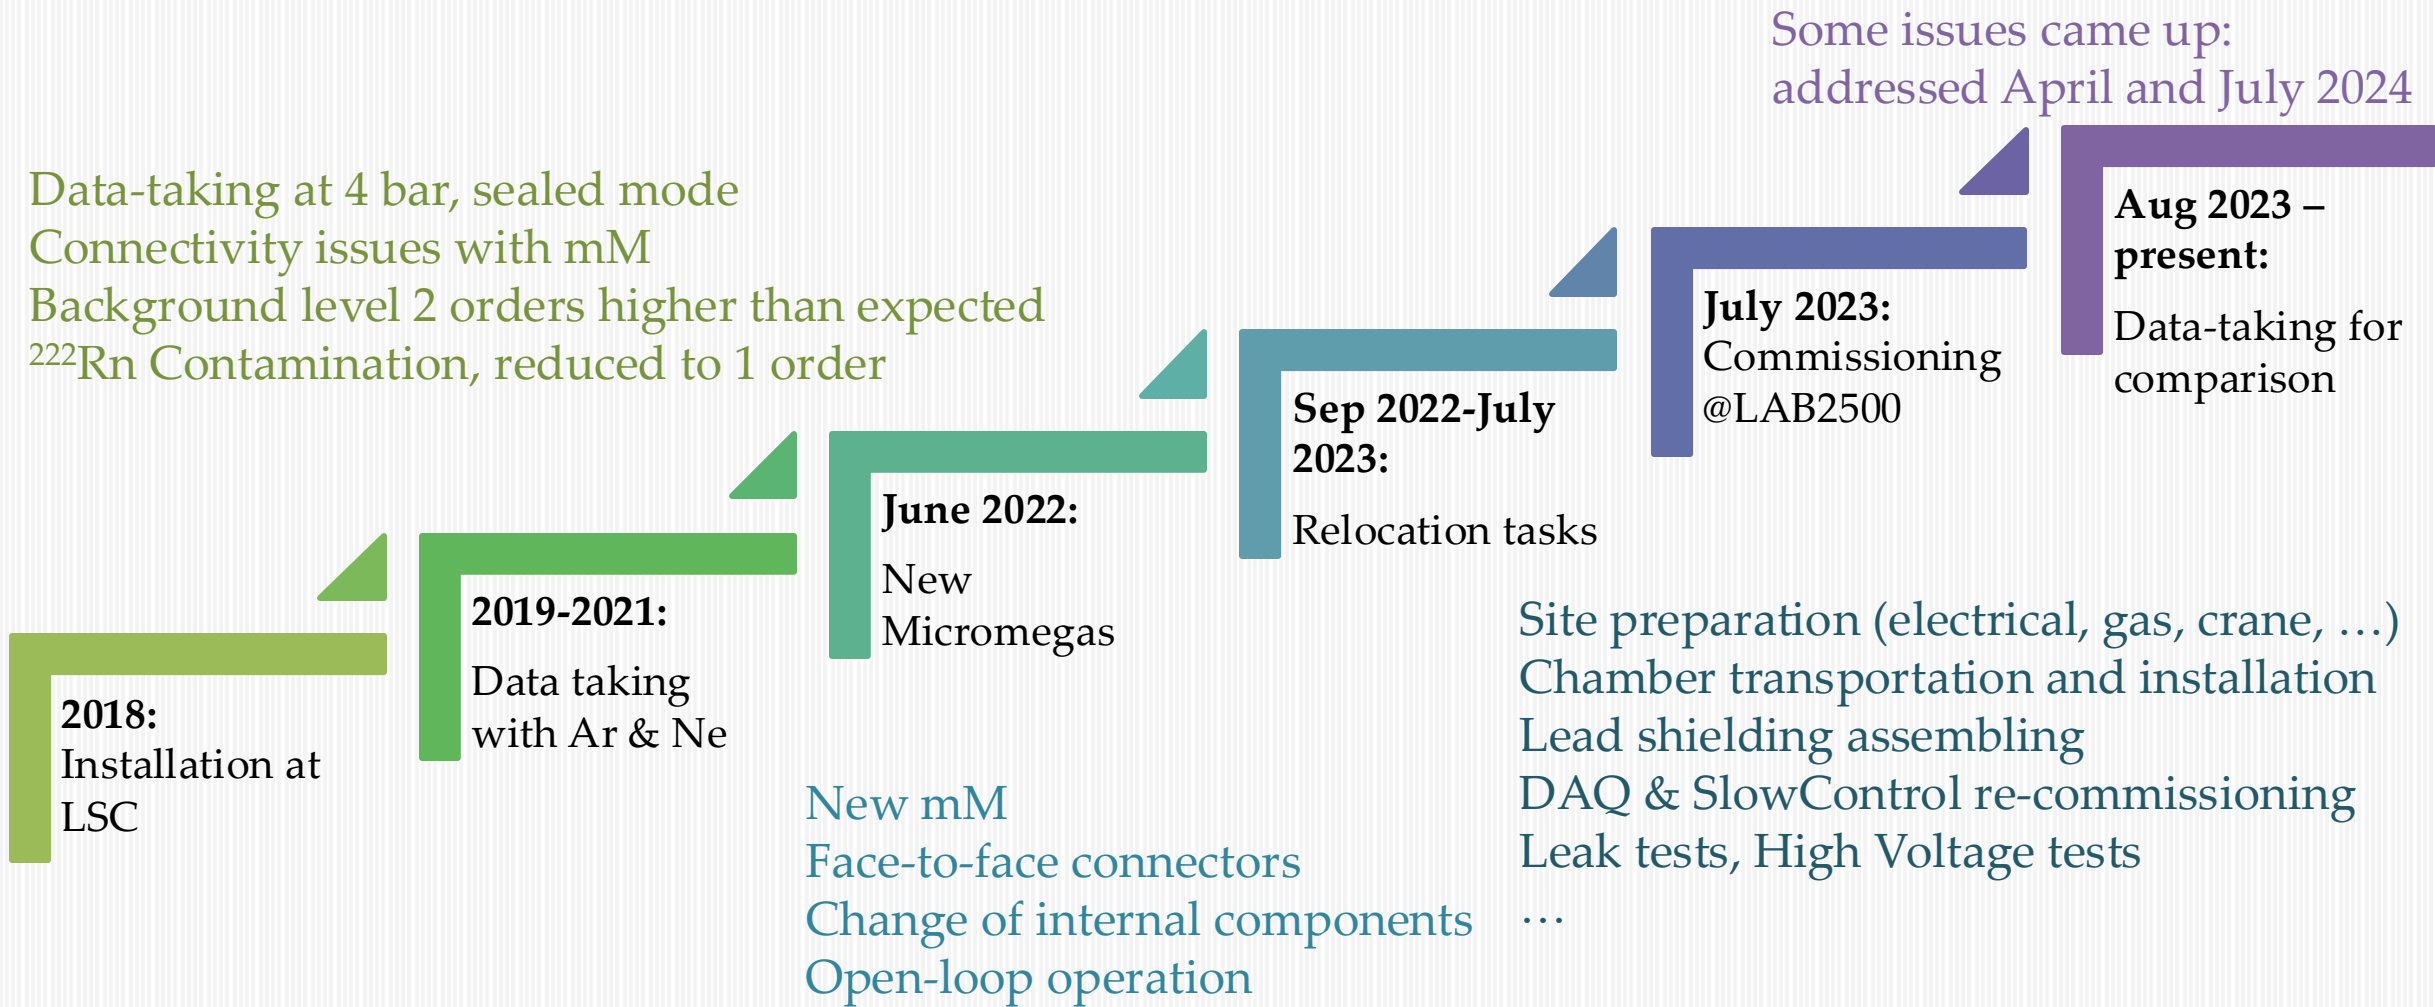 Some issues came up:
addressed April and July 2024
Data-taking at 4 bar, sealed mode
Connectivity issues with mM
Background level 2 orders higher than expected
²²²Rn Contamination, reduced to 1 order
2018:
Installation at
LSC
2019-2021:
Data taking
with Ar & Ne
June 2022:
New
Micromegas
Sep 2022-July
2023:
Relocation tasks
July 2023:
Commissioning
@LAB2500
Aug 2023 –
present:
Data-taking for
comparison
New mM
Face-to-face connectors
Change of internal components
Open-loop operation
Site preparation (electrical, gas, crane, …)
Chamber transportation and installation
Lead shielding assembling
DAQ & SlowControl re-commissioning
Leak tests, High Voltage tests
…